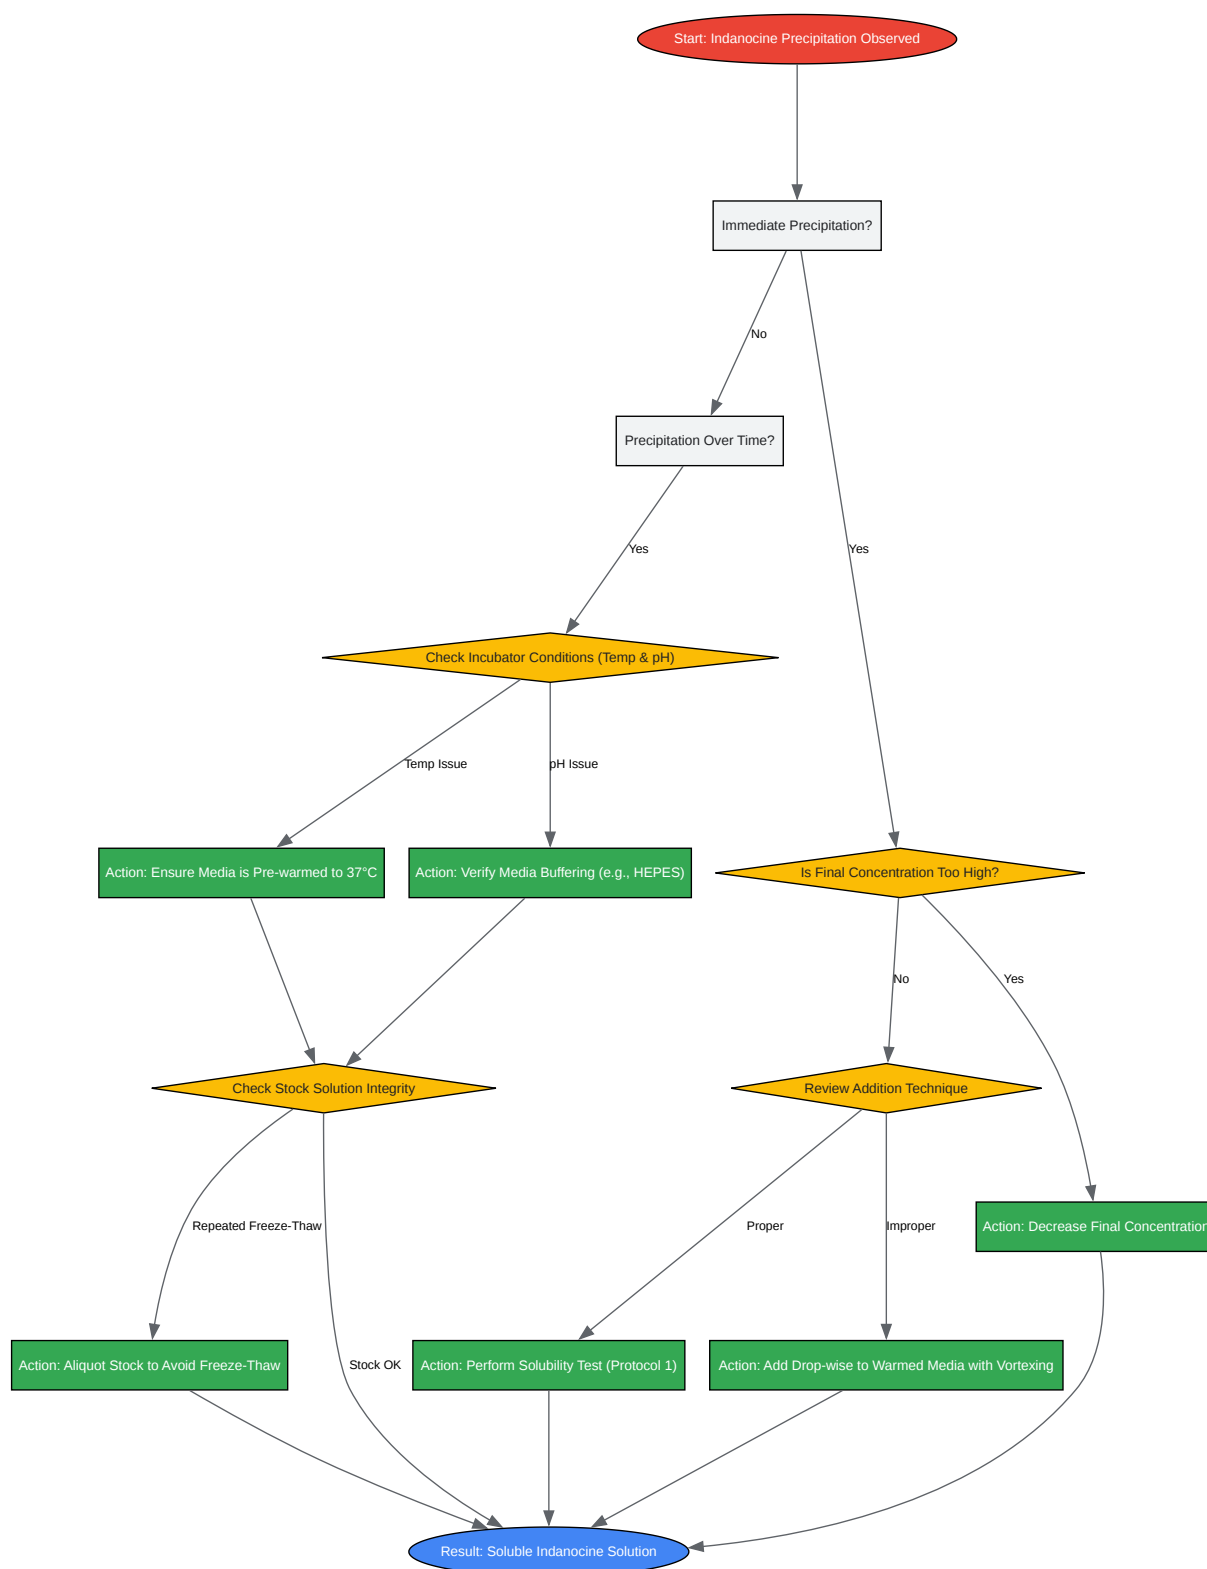 Start: Indanocine Precipitation Observed
Immediate Precipitation?
No
Precipitation Over Time?
Yes
Yes
Check Incubator Conditions (Temp & pH)
Temp Issue
pH Issue
Action: Ensure Media is Pre-warmed to 37°C
Action: Verify Media Buffering (e.g., HEPES)
Is Final Concentration Too High?
No
Yes
Check Stock Solution Integrity
Review Addition Technique
Repeated Freeze-Thaw
Proper
Improper
Action: Decrease Final Concentration
Stock OK
Action: Aliquot Stock to Avoid Freeze-Thaw
Action: Perform Solubility Test (Protocol 1)
Action: Add Drop-wise to Warmed Media with Vortexing
Result: Soluble Indanocine Solution